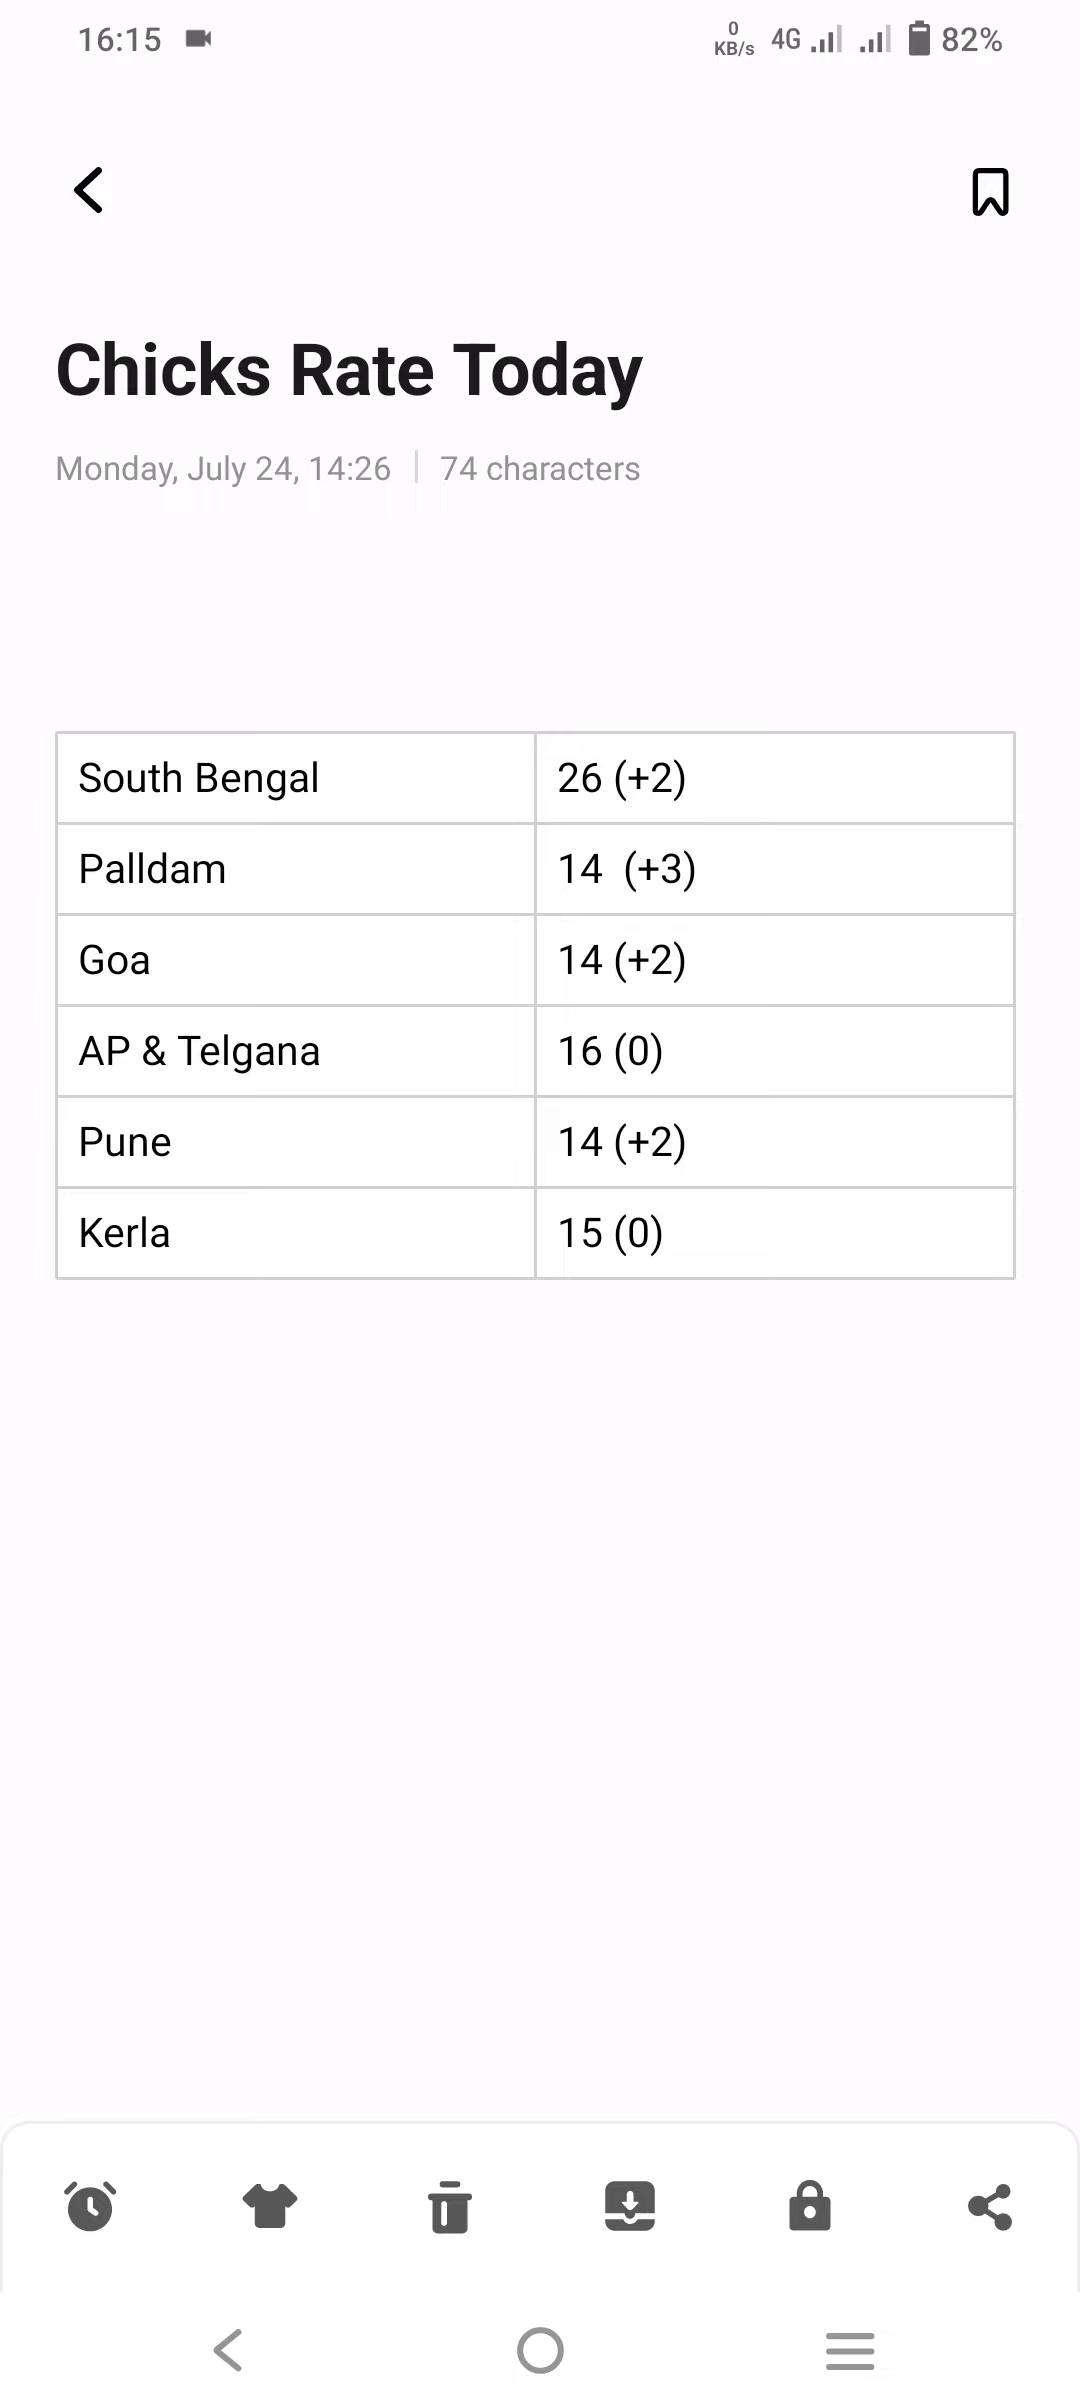 16:15 0 KB/s 4G 82%
Chicks Rate Today
Monday, July 24, 14:26 | 74 characters
South Bengal 26 (+2)
Palldam 14 (+3)
Goa 14 (+2)
AP & Telgana 16 (0)
Pune 14 (+2)
Kerla 15 (0)